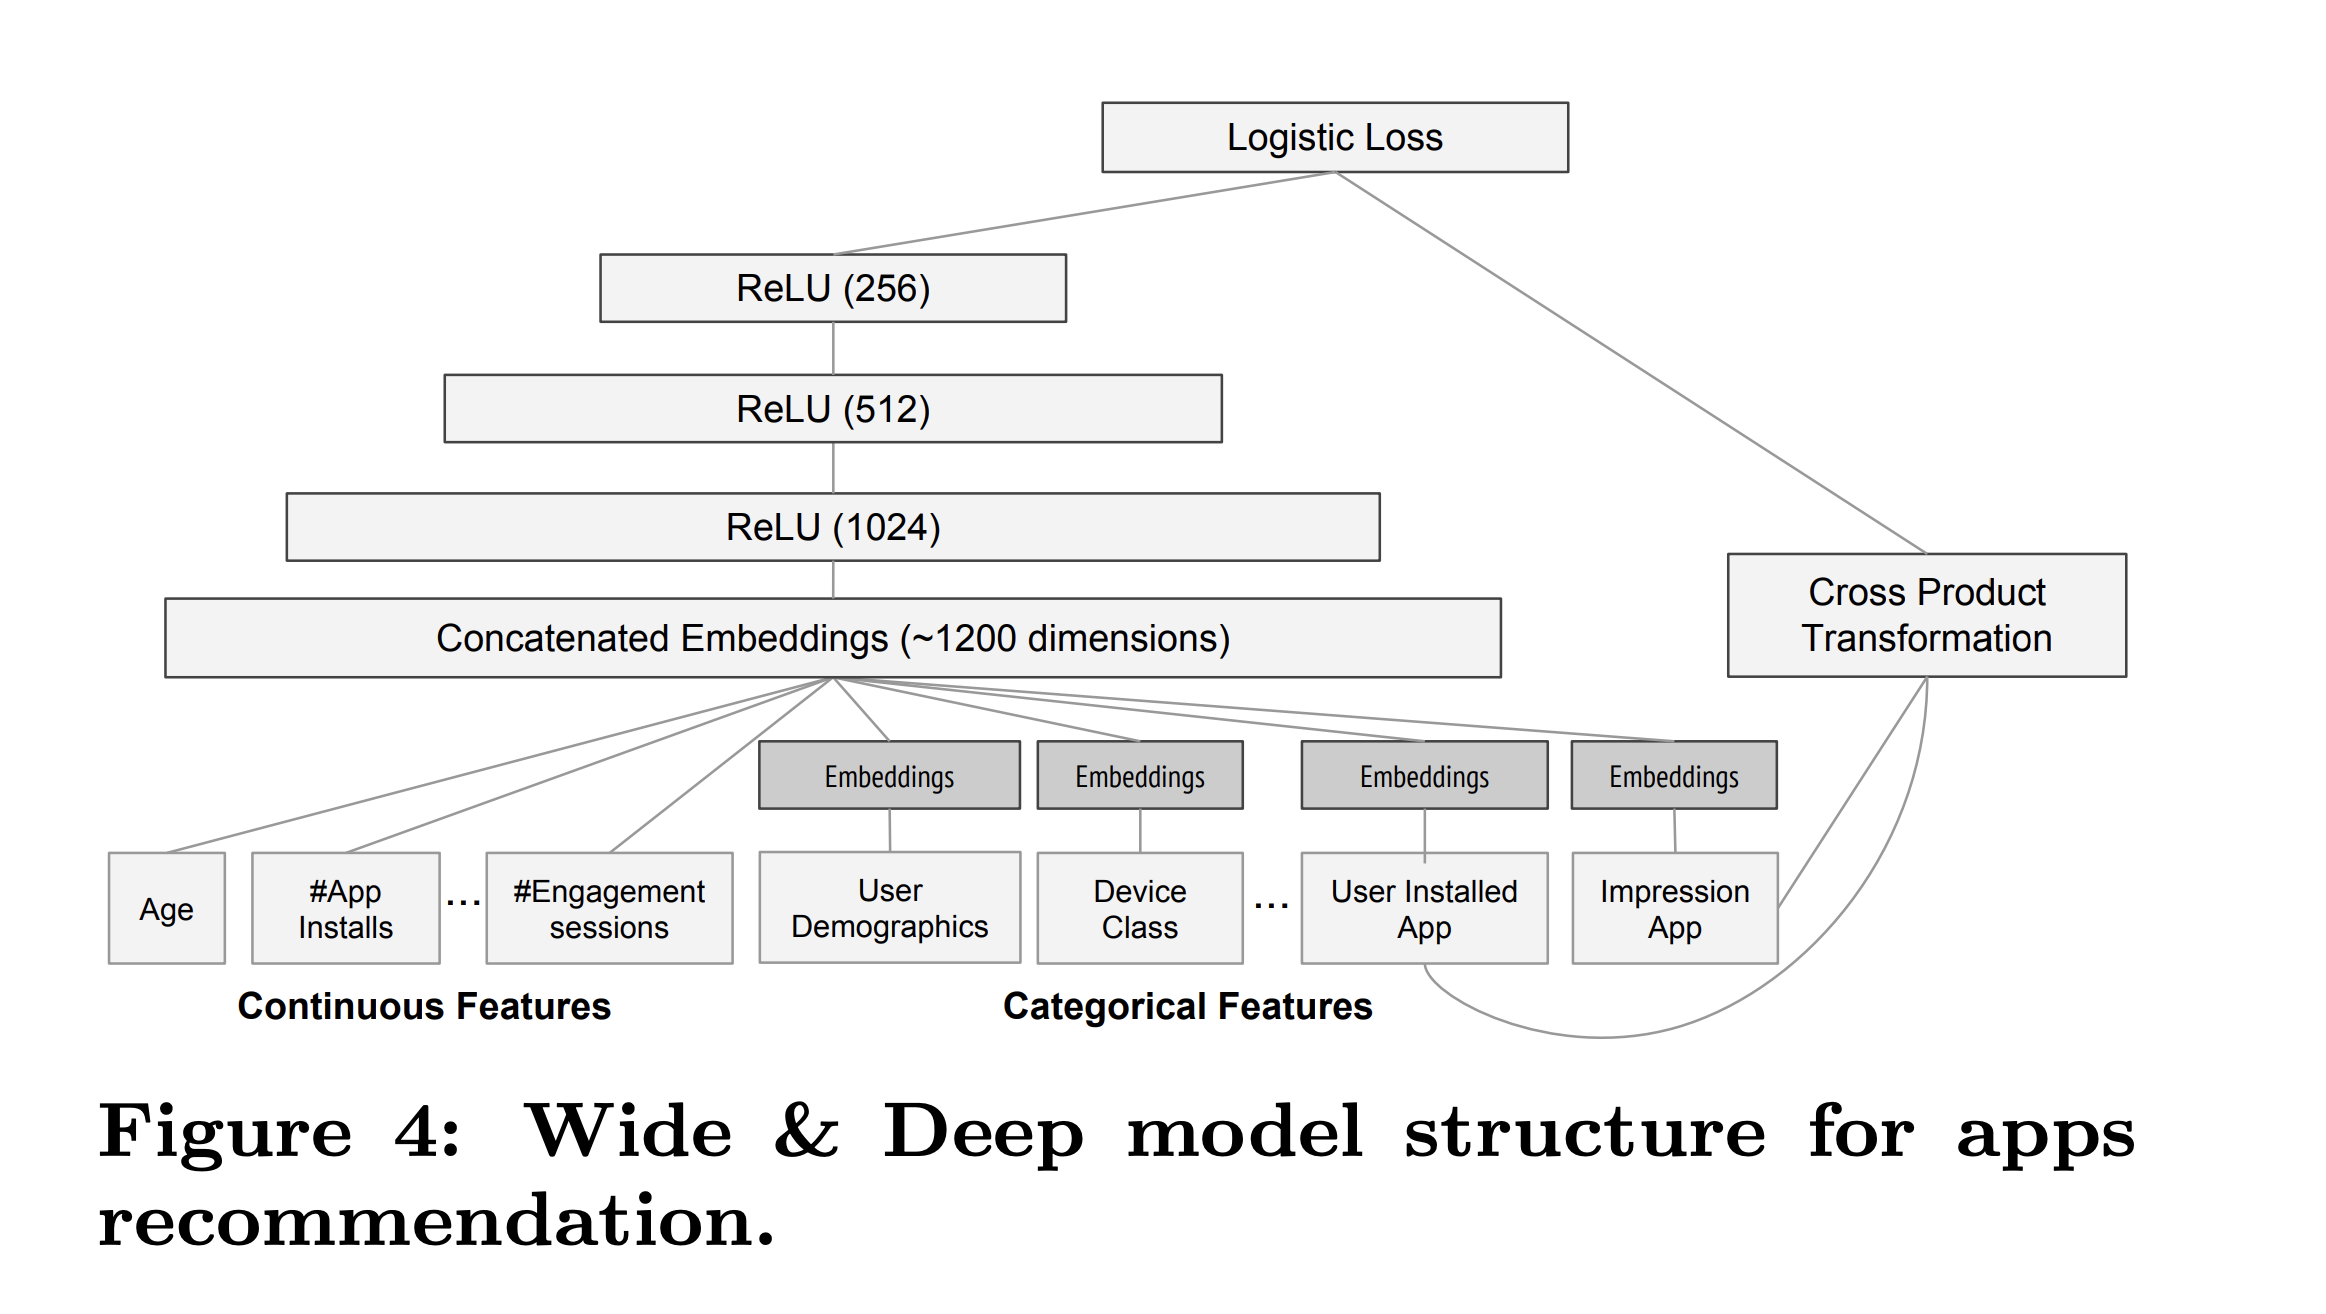 Logistic Loss
ReLU (256)
ReLU (512)
ReLU (1024)
Cross Product
Transformation
Concatenated Embeddings (~1200 dimensions)
Embeddings
Embeddings
Embeddings
Embeddings
Age
#App
Installs
...
#Engagement
sessions
User
Demographics
Device
Class
...
User Installed
App
Impression
App
Continuous Features
Categorical Features
Figure 4: Wide & Deep model structure for apps
recommendation.